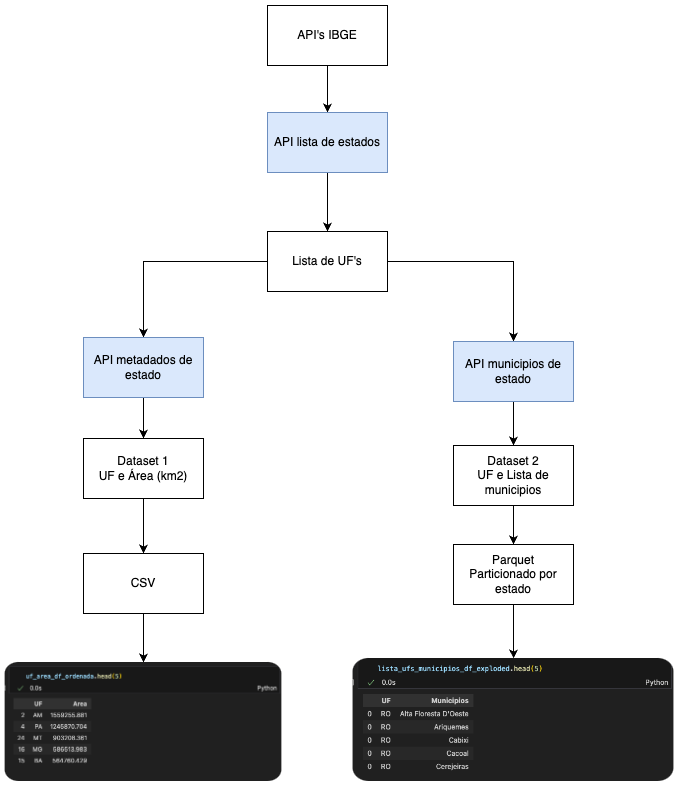 API's IBGE
API lista de estados
Lista de UF's
API metadados de
estado
API municipios de
estado
Dataset 1
UF e Área (km2)
Dataset 2
UF e Lista de
municipios
CSV
Parquet
Particionado por
estado
uf_area_df_ordenada.head(5)
✓ 0.0s Python
UF Area
2 AM 1559255.881
4 PA 1245870.704
24 MT 903208.361
16 MG 586513.983
15 BA 564760.429
lista_ufs_municipios_df_exploded.head(5)
✓ 0.0s Python
UF Municipios
0 RO Alta Floresta D'Oeste
0 RO Ariquemes
0 RO Cabixi
0 RO Cacoal
0 RO Cerejeiras